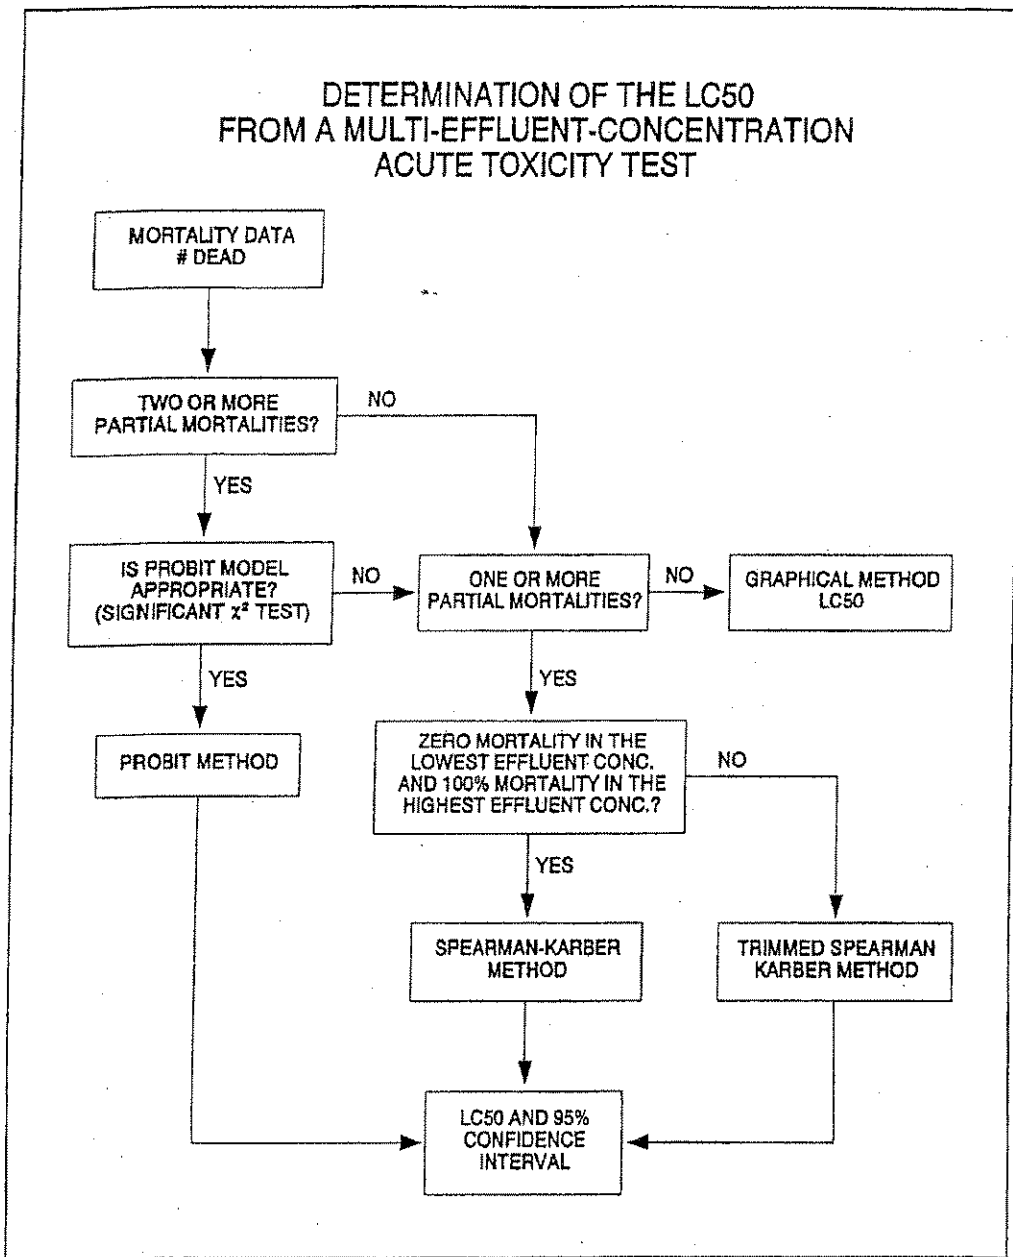 DETERMINATION OF THE LC50
FROM A MULTI-EFFLUENT-CONCENTRATION
ACUTE TOXICITY TEST
MORTALITY DATA
# DEAD
TWO OR MORE
PARTIAL MORTALITIES?
NO
YES
IS PROBIT MODEL
APPROPRIATE?
(SIGNIFICANT χ² TEST)
NO
ONE OR MORE
PARTIAL MORTALITIES?
NO
GRAPHICAL METHOD
LC50
YES
YES
PROBIT METHOD
ZERO MORTALITY IN THE
LOWEST EFFLUENT CONC.
AND 100% MORTALITY IN THE
HIGHEST EFFLUENT CONC.?
NO
YES
SPEARMAN-KARBER
METHOD
TRIMMED SPEARMAN
KARBER METHOD
LC50 AND 95%
CONFIDENCE
INTERVAL